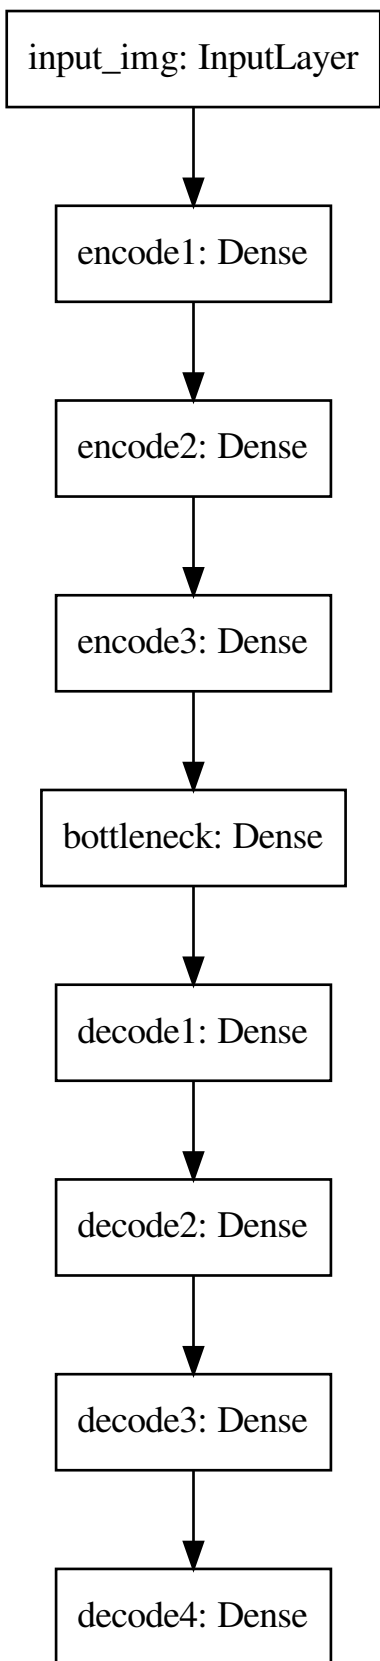 input_img: InputLayer
encode1: Dense
encode2: Dense
encode3: Dense
bottleneck: Dense
decode1: Dense
decode2: Dense
decode3: Dense
decode4: Dense